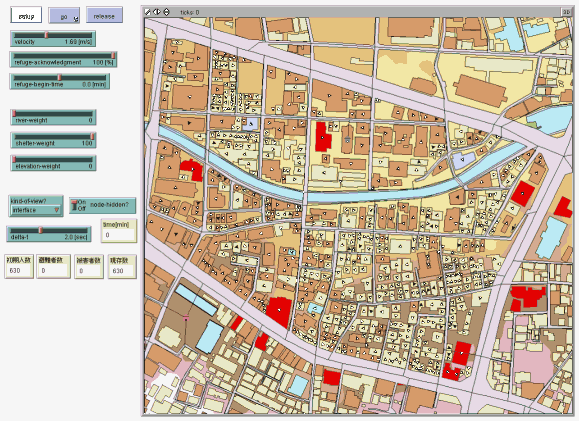 setup
go
release
ticks: 0
3D
velocity 1.69 [m/s]
refuge-acknowledgment 100 [%]
refuge-begin-time 0.0 [min]
river-weight 0
shelter-weight 100
elevation-weight 0
kind-of-view?
interface
On
Off
node-hidden?
delta-t 2.0 [sec]
time[min]
0
初期人数
630
避難者数
0
被害者数
0
現存数
630